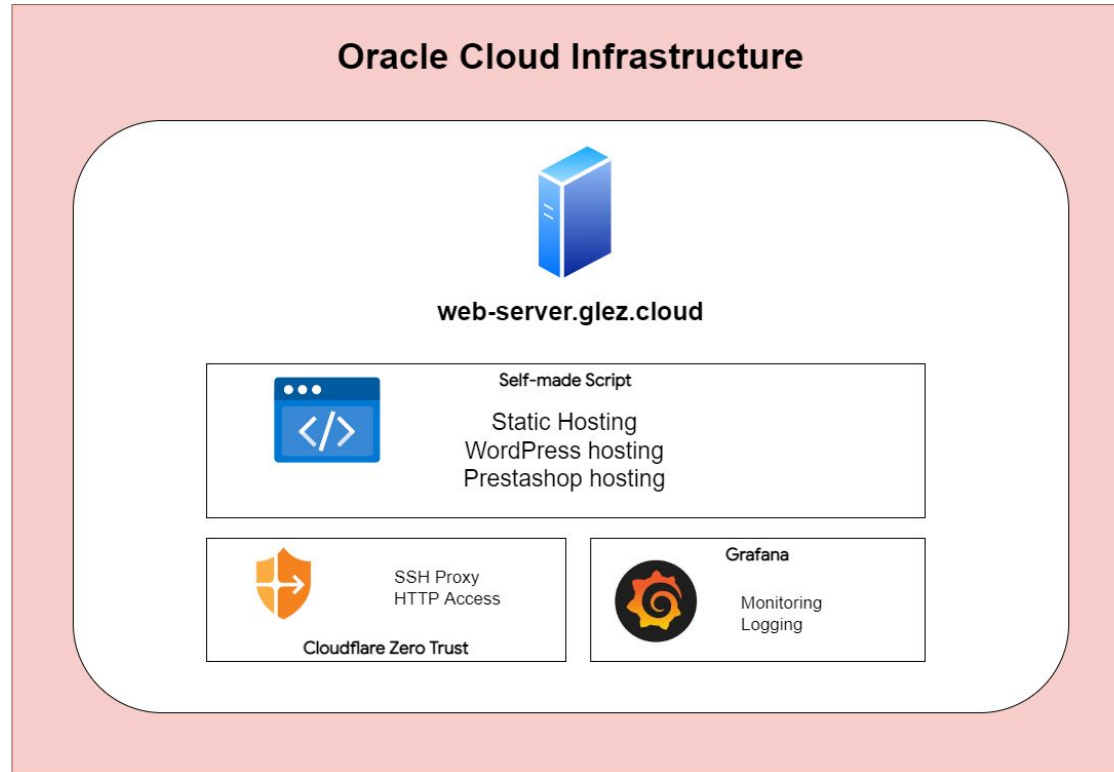 Oracle Cloud Infrastructure
web-server.glez.cloud
Self-made Script
Static Hosting
WordPress hosting
Prestashop hosting
SSH Proxy
HTTP Access
Cloudflare Zero Trust
Grafana
Monitoring
Logging